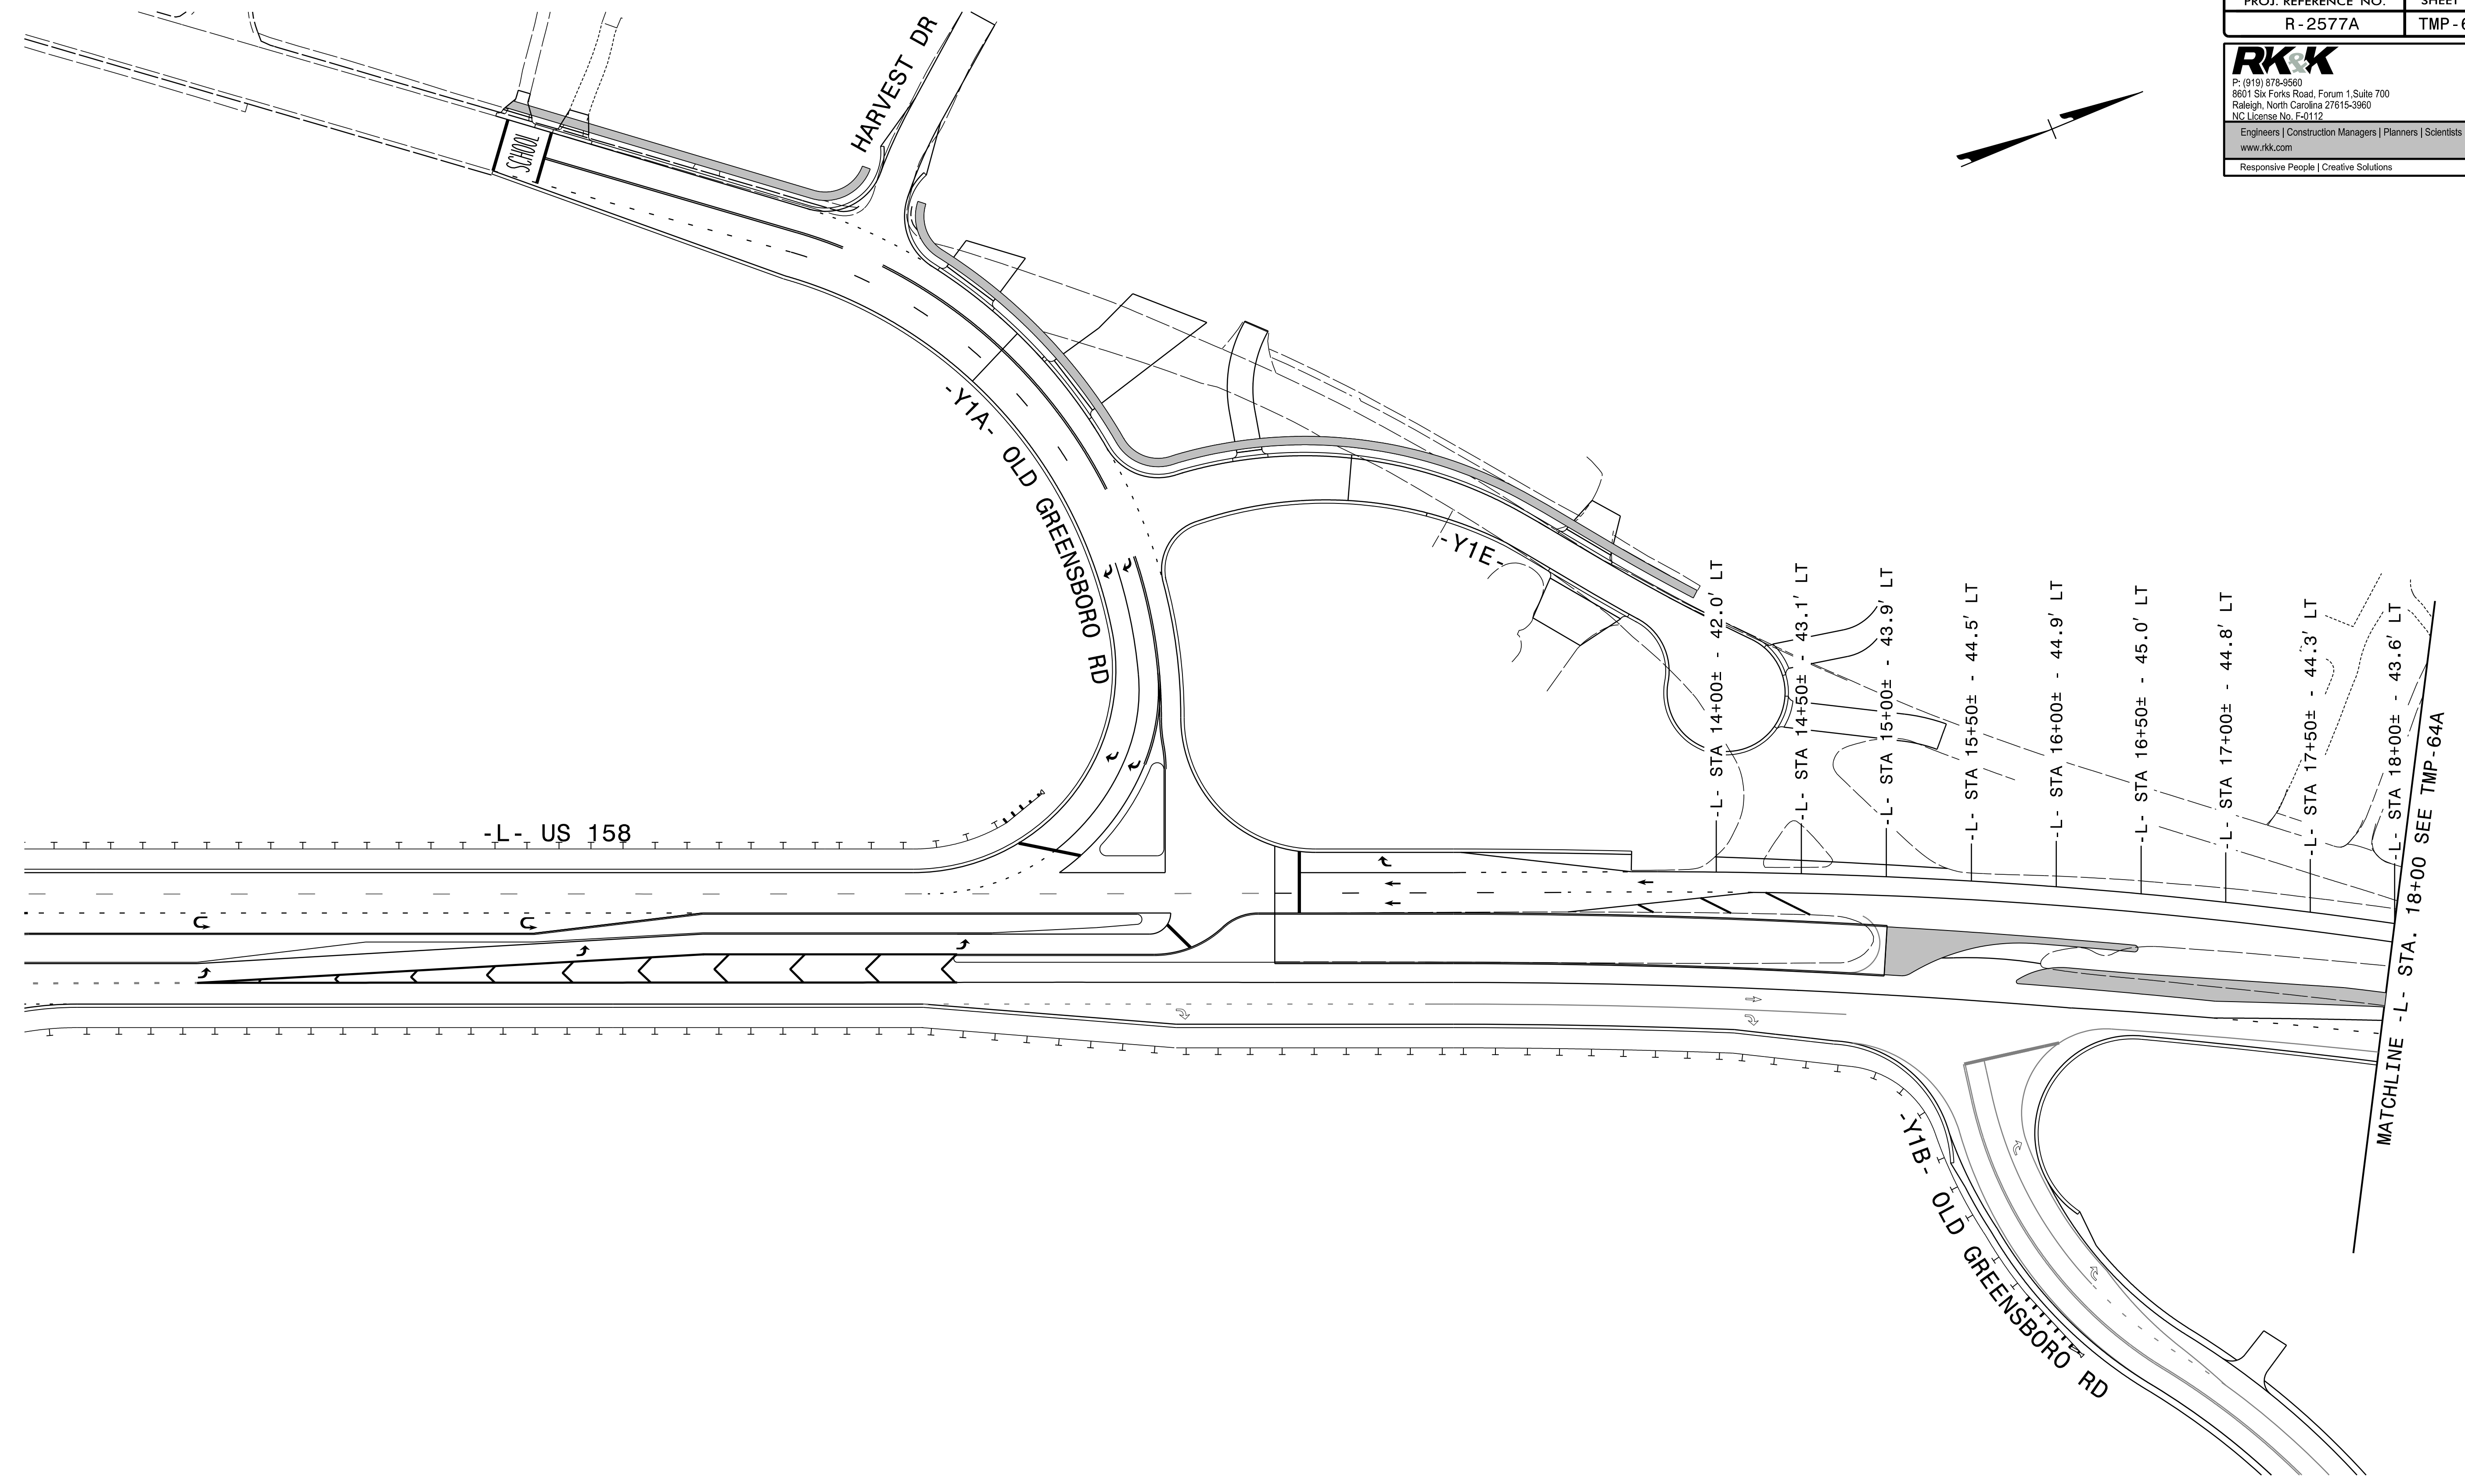 PROJ. REFERENCE NO.
SHEET
R-2577A
TMP-6
RK&K
P: (919) 878-9560
8601 Six Forks Road, Forum 1,Suite 700
Raleigh, North Carolina 27615-3960
NC License No. F-0112
Engineers | Construction Managers | Planners | Scientists
www.rkk.com
Responsive People | Creative Solutions
HARVEST DR
SCHOOL
-Y1A- OLD GREENSBORO RD
-Y1E-
-L- STA 14+00± - 42.0' LT
-L- STA 14+50± - 43.1' LT
-L- STA 15+00± - 43.9' LT
-L- STA 15+50± - 44.5' LT
-L- STA 16+00± - 44.9' LT
-L- STA 16+50± - 45.0' LT
-L- STA 17+00± - 44.8' LT
-L- STA 17+50± - 44.3' LT
-L- STA 18+00± - 43.6' LT
MATCHLINE -L- STA. 18+00 SEE TMP-64A
-L- US 158
-Y1B- OLD GREENSBORO RD